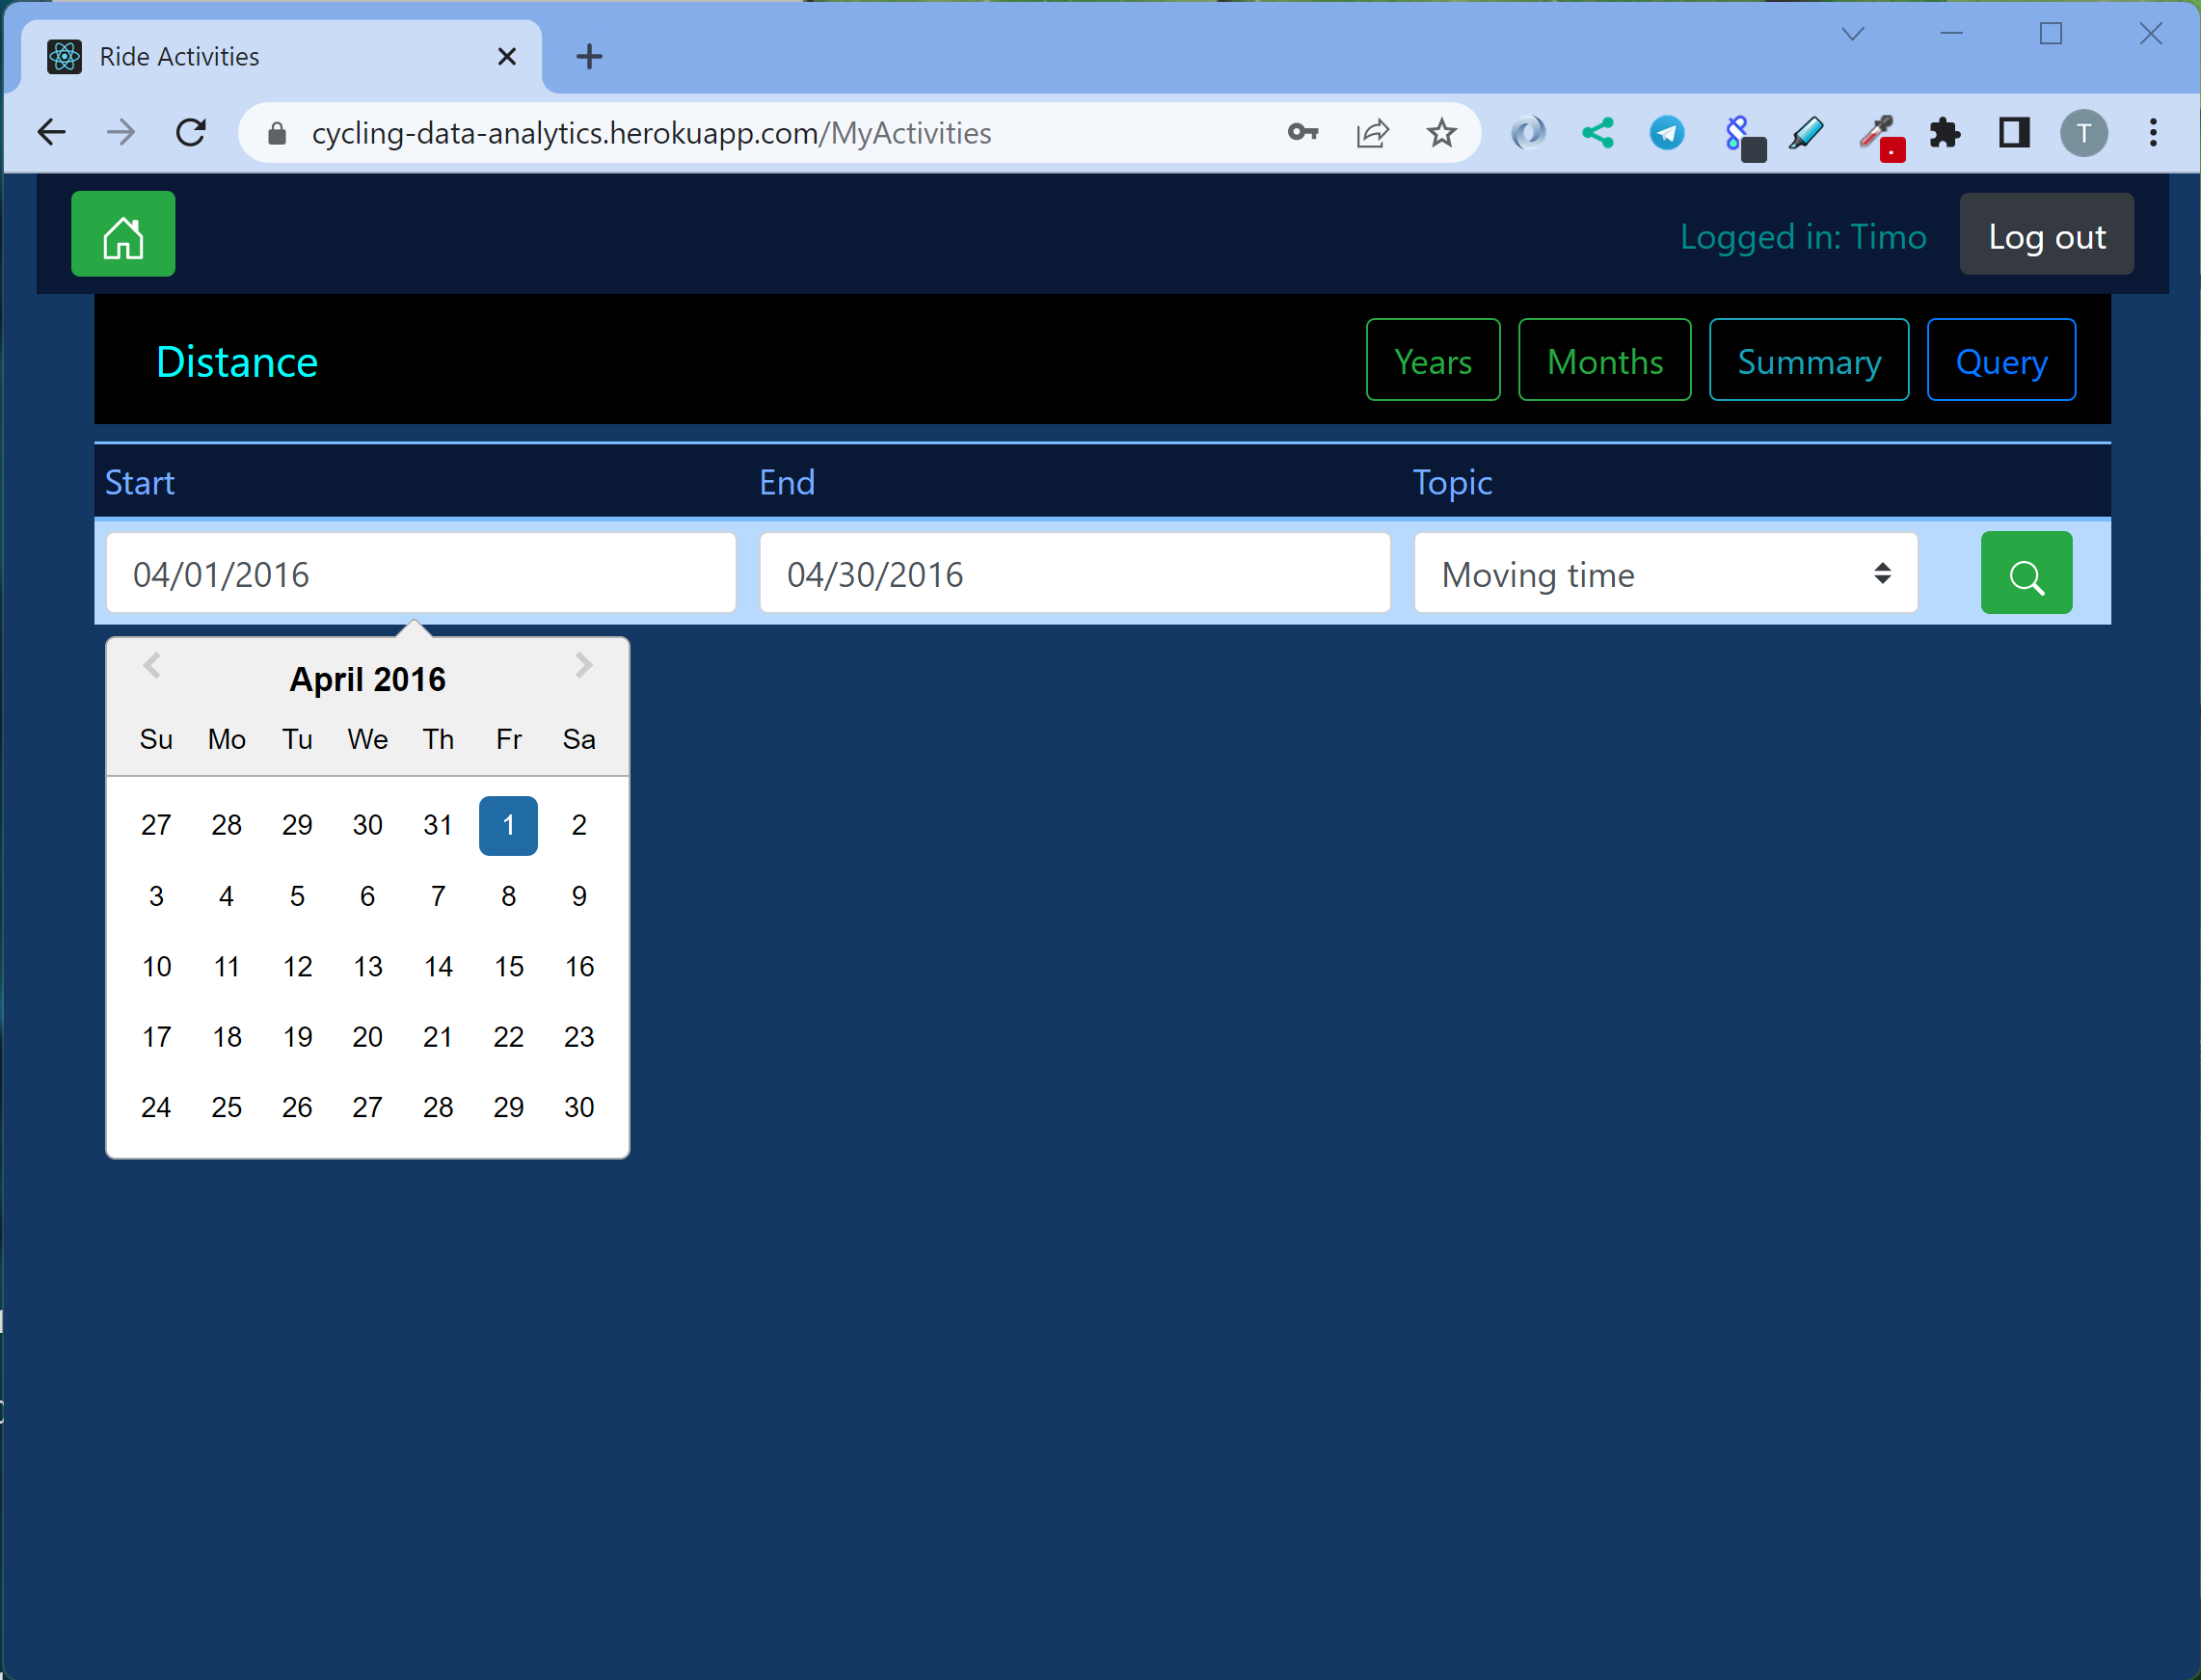 Ride Activities
cycling-data-analytics.herokuapp.com/MyActivities
T
Logged in: Timo
Log out
Distance
Years
Months
Summary
Query
Start
End
Topic
04/01/2016
04/30/2016
Moving time
April 2016
Su Mo Tu We Th Fr Sa
27 28 29 30 31 1 2
3 4 5 6 7 8 9
10 11 12 13 14 15 16
17 18 19 20 21 22 23
24 25 26 27 28 29 30